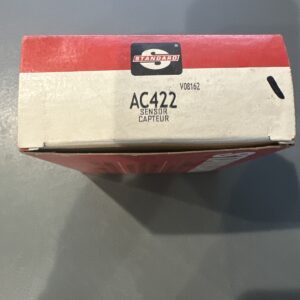 STANDARD
V08162
AC422
SENSOR
CAPTEUR